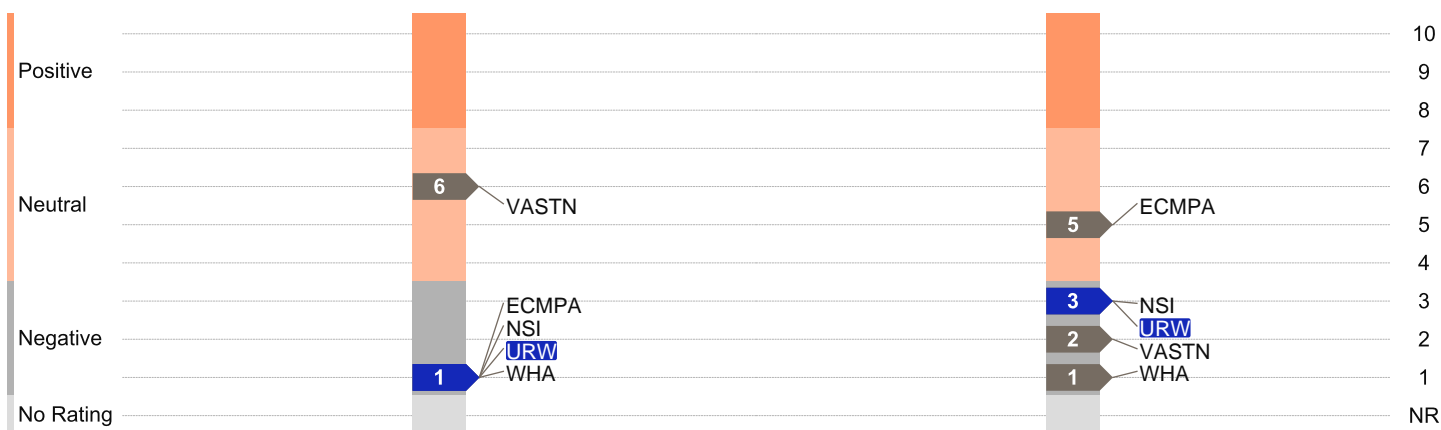 Positive
Neutral
Negative
No Rating
6
VASTN
ECMPA
NSI
URW
1
WHA
5
ECMPA
3
NSI
URW
2
VASTN
1
WHA
10
9
8
7
6
5
4
3
2
1
NR